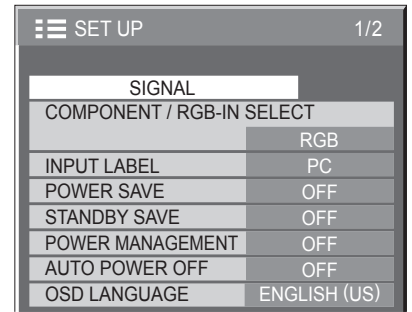 SET UP 1/2
SIGNAL
COMPONENT / RGB-IN SELECT
RGB
INPUT LABEL PC
POWER SAVE OFF
STANDBY SAVE OFF
POWER MANAGEMENT OFF
AUTO POWER OFF OFF
OSD LANGUAGE ENGLISH (US)